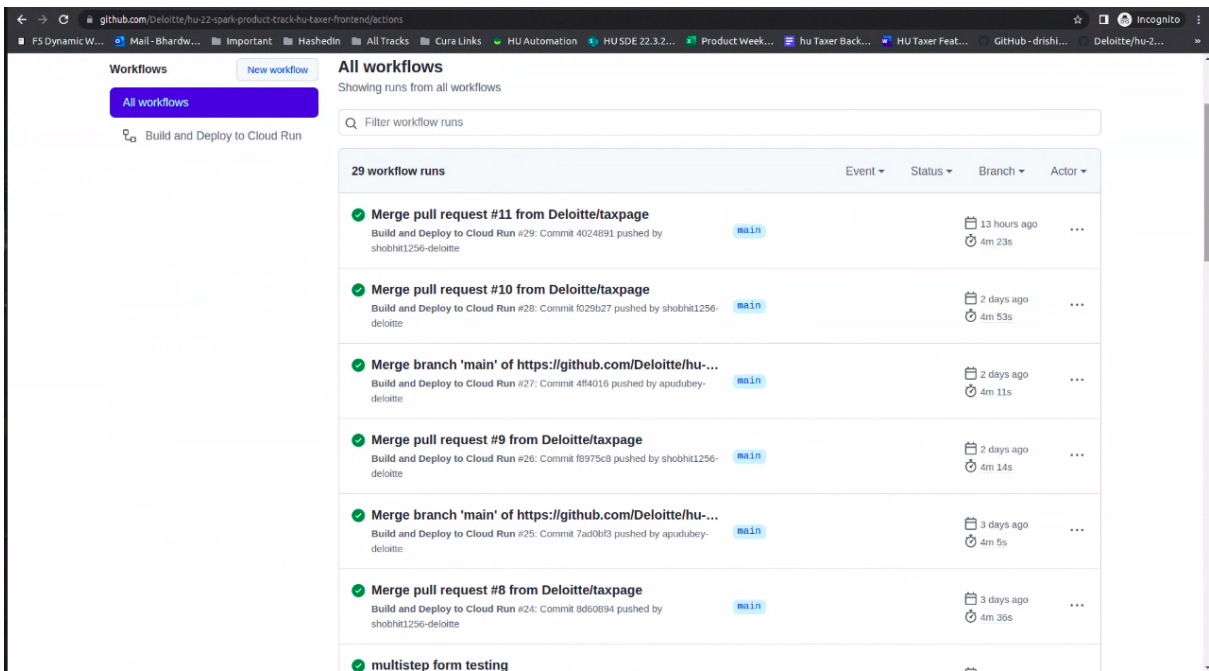 github.com/Deloitte/hu-22-spark-product-track-hu-taxer-frontend/actions
Incognito
F5 Dynamic W... Mail - Bhardw... Important HashedIn All Tracks Cura Links HU Automation HU SDE 22.3.2... Product Week... hu Taxer Back... HU Taxer Feat... GitHub - drishi... Deloitte/hu-2... »
Workflows
New workflow
All workflows
Build and Deploy to Cloud Run
All workflows
Showing runs from all workflows
Filter workflow runs
29 workflow runs
Event Status Branch Actor
Merge pull request #11 from Deloitte/taxpage
Build and Deploy to Cloud Run #29: Commit 4024891 pushed by
shobhit1256-deloitte
main
13 hours ago
4m 23s
Merge pull request #10 from Deloitte/taxpage
Build and Deploy to Cloud Run #28: Commit f029b27 pushed by shobhit1256-
deloitte
main
2 days ago
4m 53s
Merge branch 'main' of https://github.com/Deloitte/hu-...
Build and Deploy to Cloud Run #27: Commit 4ff4016 pushed by apudubey-
deloitte
main
2 days ago
4m 11s
Merge pull request #9 from Deloitte/taxpage
Build and Deploy to Cloud Run #26: Commit f8975c8 pushed by shobhit1256-
deloitte
main
2 days ago
4m 14s
Merge branch 'main' of https://github.com/Deloitte/hu-...
Build and Deploy to Cloud Run #25: Commit 7ad0bf3 pushed by apudubey-
deloitte
main
3 days ago
4m 5s
Merge pull request #8 from Deloitte/taxpage
Build and Deploy to Cloud Run #24: Commit 8d60894 pushed by
shobhit1256-deloitte
main
3 days ago
4m 36s
multistep form testing